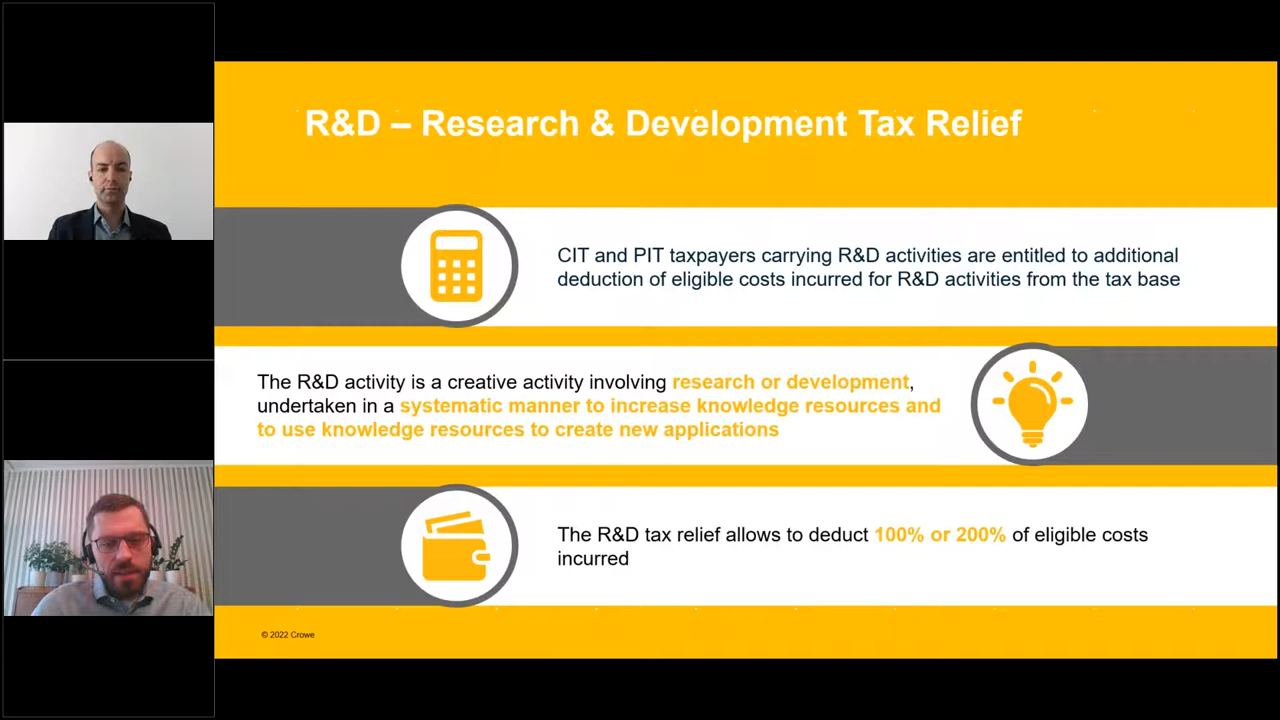 R&D – Research & Development Tax Relief
CIT and PIT taxpayers carrying R&D activities are entitled to additional
deduction of eligible costs incurred for R&D activities from the tax base
The R&D activity is a creative activity involving research or development,
undertaken in a systematic manner to increase knowledge resources and
to use knowledge resources to create new applications
The R&D tax relief allows to deduct 100% or 200% of eligible costs
incurred
© 2022 Crowe